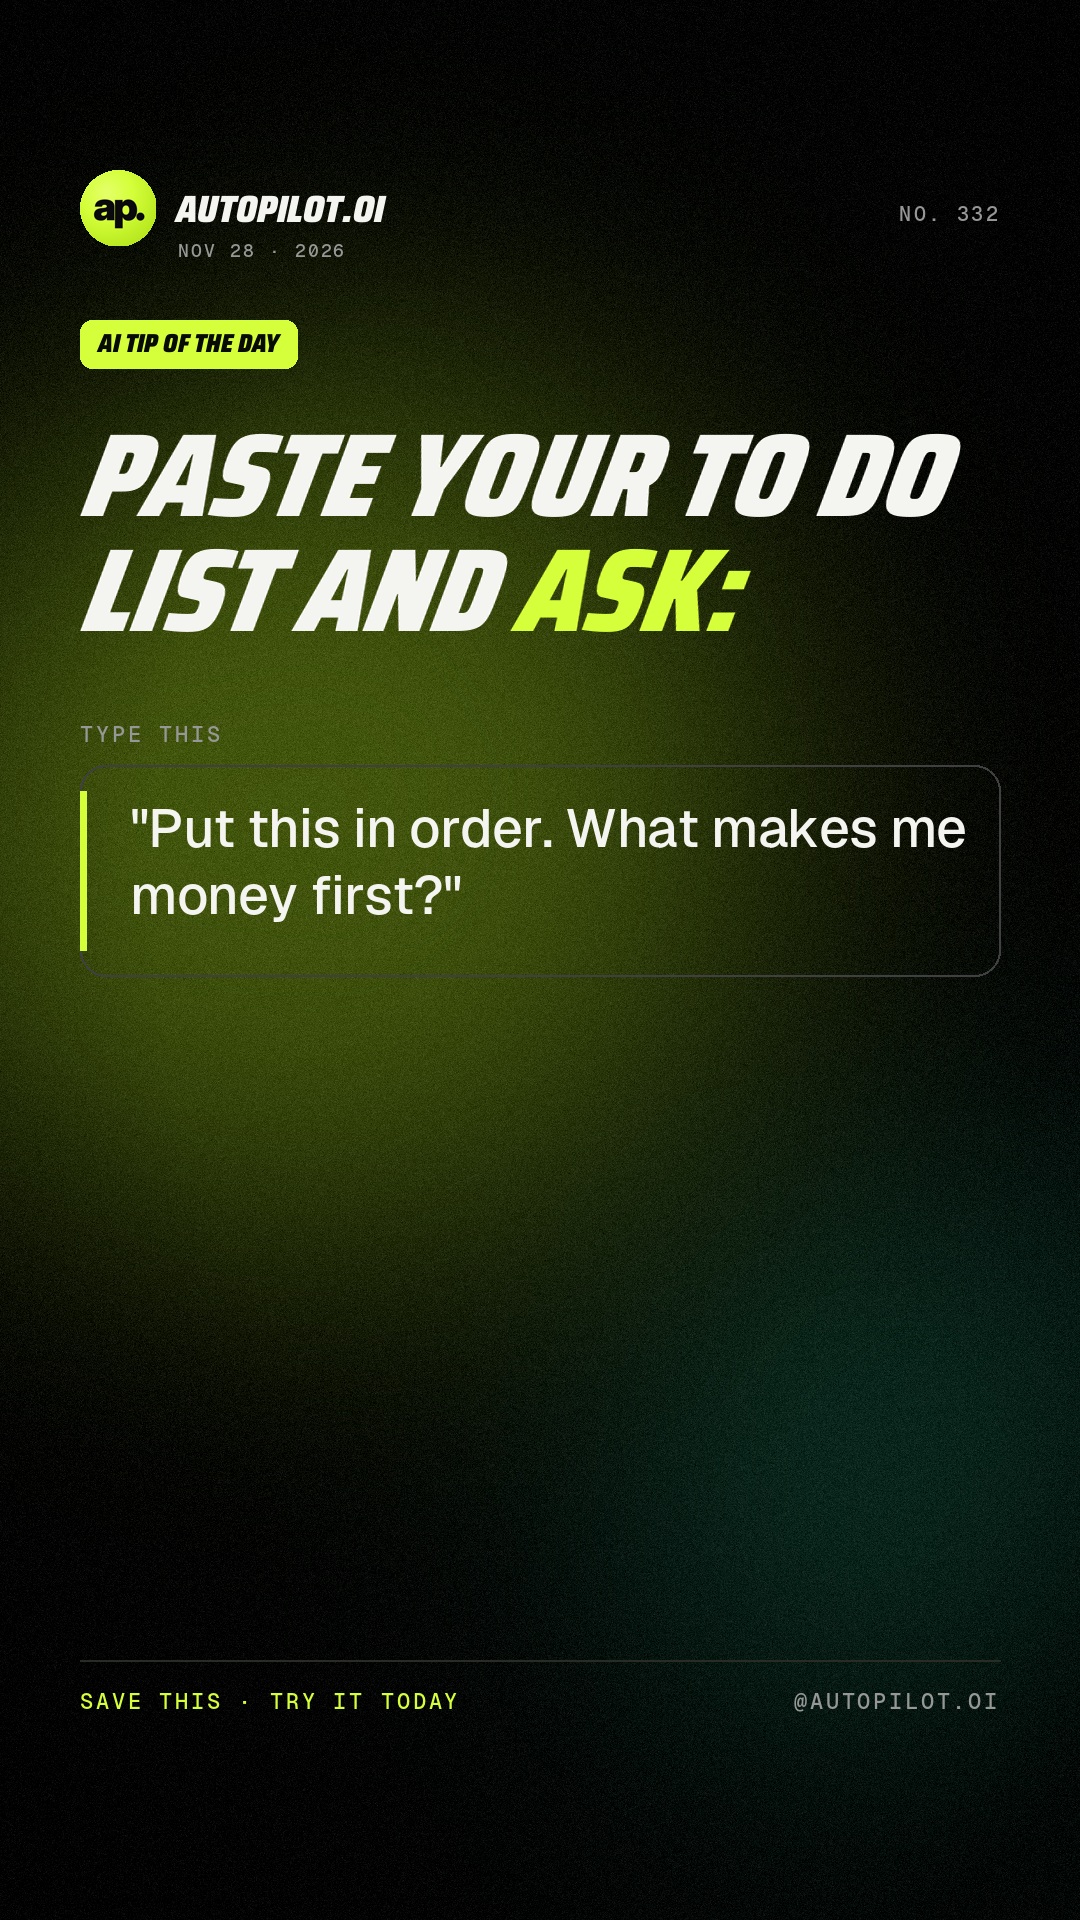 ap.
AUTOPILOT.OI
NOV 28 · 2026
NO. 332
AI TIP OF THE DAY
PASTE YOUR TO DO
LIST AND ASK:
TYPE THIS
"Put this in order. What makes me
money first?"
SAVE THIS · TRY IT TODAY
@AUTOPILOT.OI